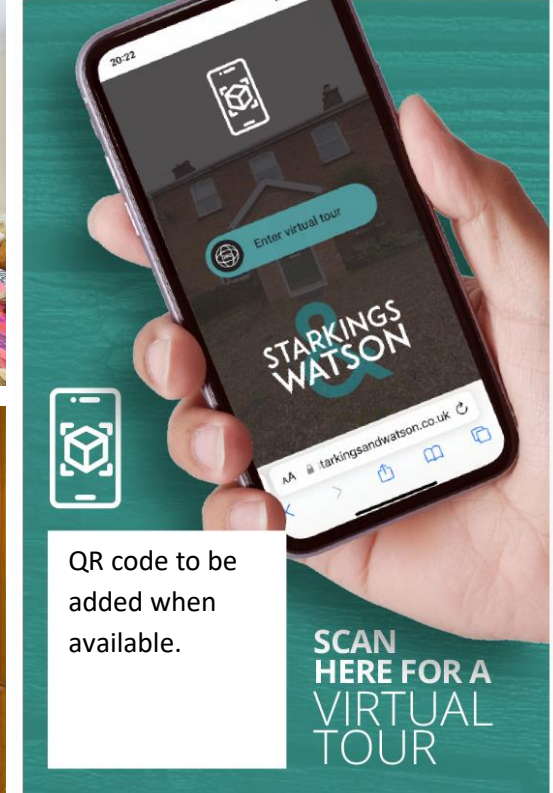 20:22
Enter virtual tour
STARKINGS
&
WATSON
AA tarkingsandwatson.co.uk
QR code to be
added when
available.
SCAN
HERE FOR A
VIRTUAL
TOUR